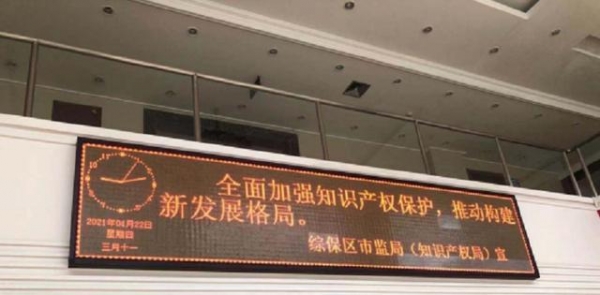 10
2021年04月22日
星期四
三月十一
全面加强知识产权保护，推动构建
新发展格局。
综保区市监局（知识产权局）宣